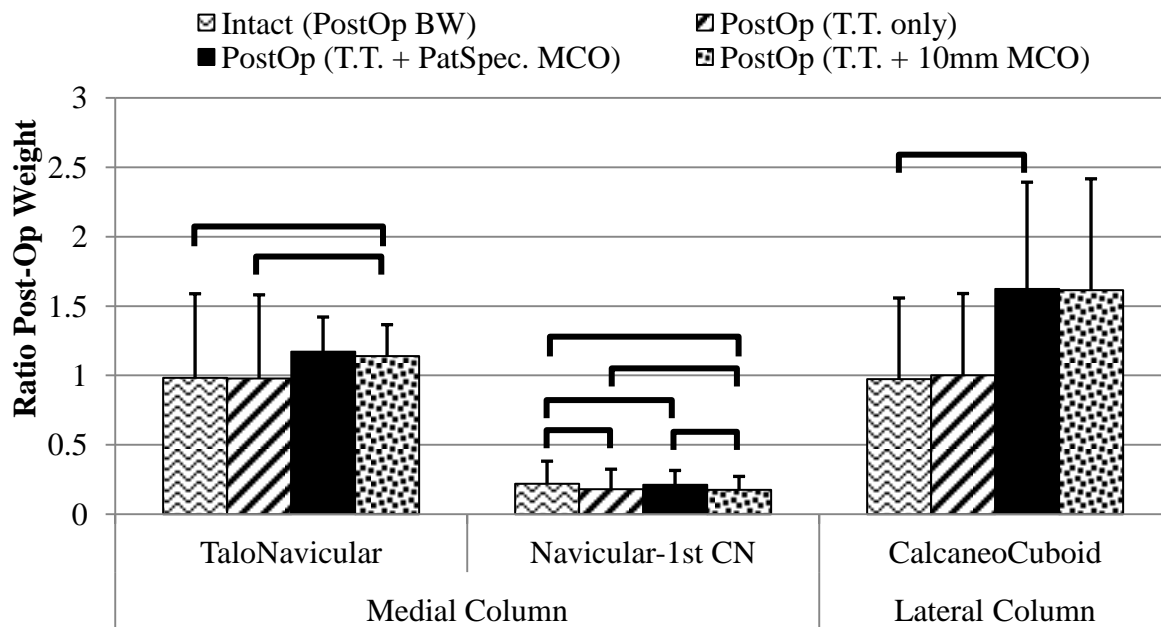 Intact (PostOp BW) PostOp (T.T. only)
PostOp (T.T. + PatSpec. MCO) PostOp (T.T. + 10mm MCO)
Ratio Post-Op Weight
3
2.5
2
1.5
1
0.5
0
TaloNavicular Navicular-1st CN CalcaneoCuboid
Medial Column Lateral Column